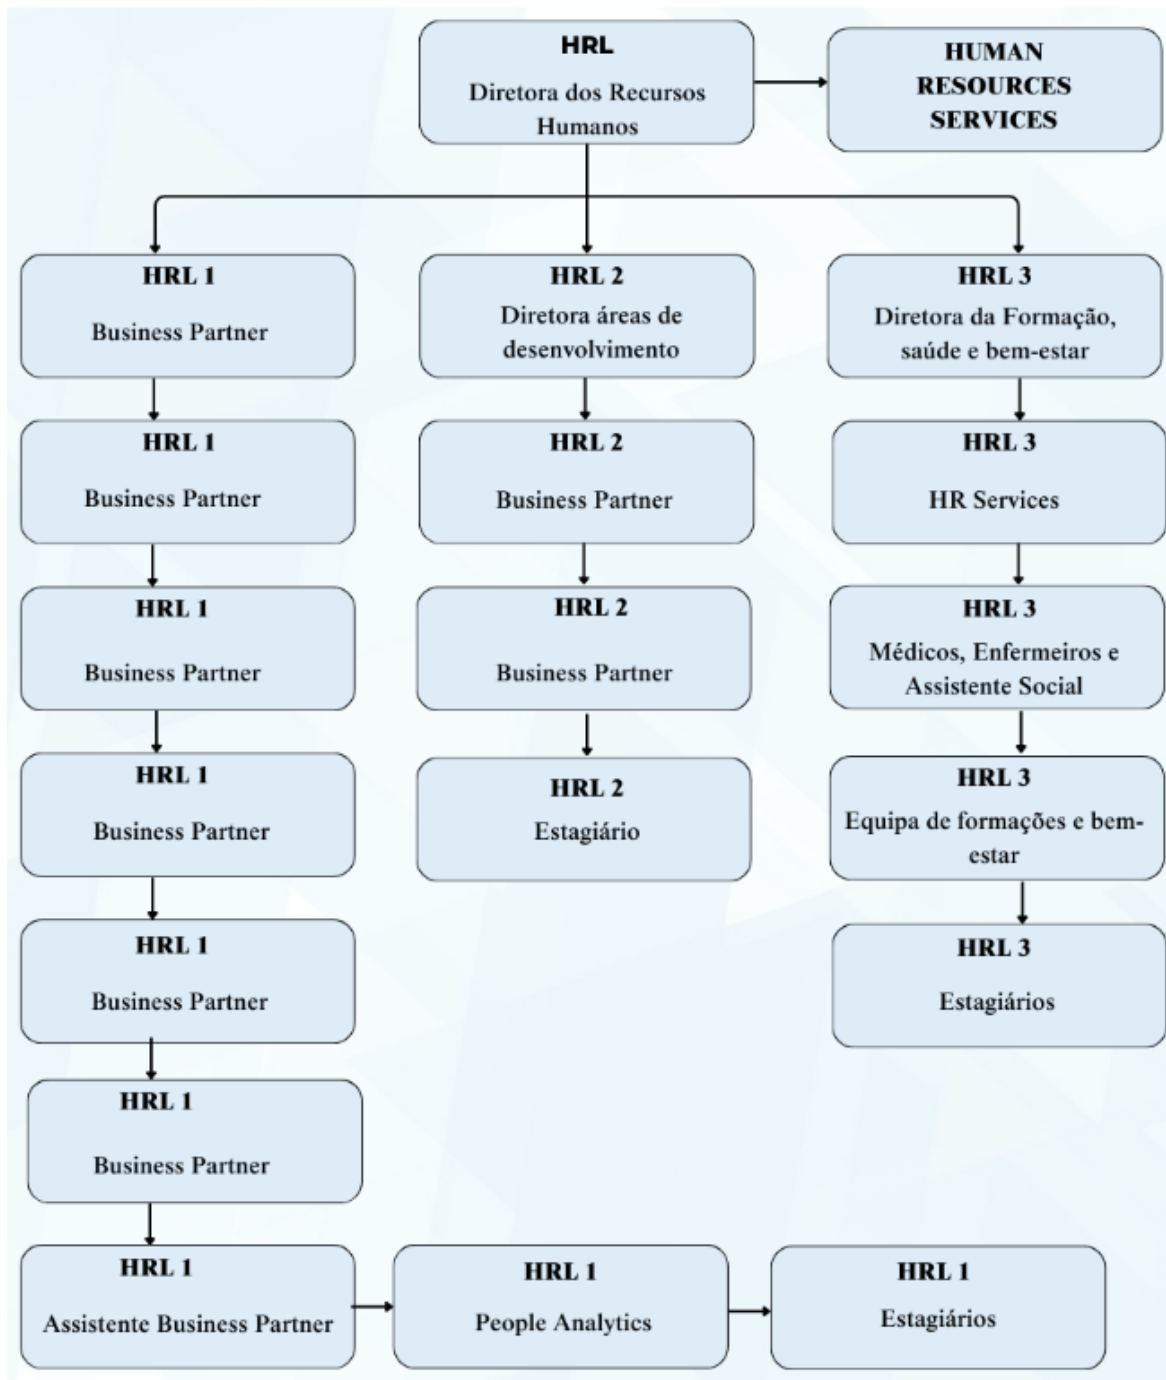 HRL
Diretora dos Recursos
Humanos
HUMAN
RESOURCES
SERVICES
HRL 1
Business Partner
HRL 2
Diretora áreas de
desenvolvimento
HRL 3
Diretora da Formação,
saúde e bem-estar
HRL 1
Business Partner
HRL 2
Business Partner
HRL 3
HR Services
HRL 1
Business Partner
HRL 2
Business Partner
HRL 3
Médicos, Enfermeiros e
Assistente Social
HRL 1
Business Partner
HRL 2
Estagiário
HRL 3
Equipa de formações e bem-
estar
HRL 1
Business Partner
HRL 3
Estagiários
HRL 1
Business Partner
HRL 1
Assistente Business Partner
HRL 1
People Analytics
HRL 1
Estagiários